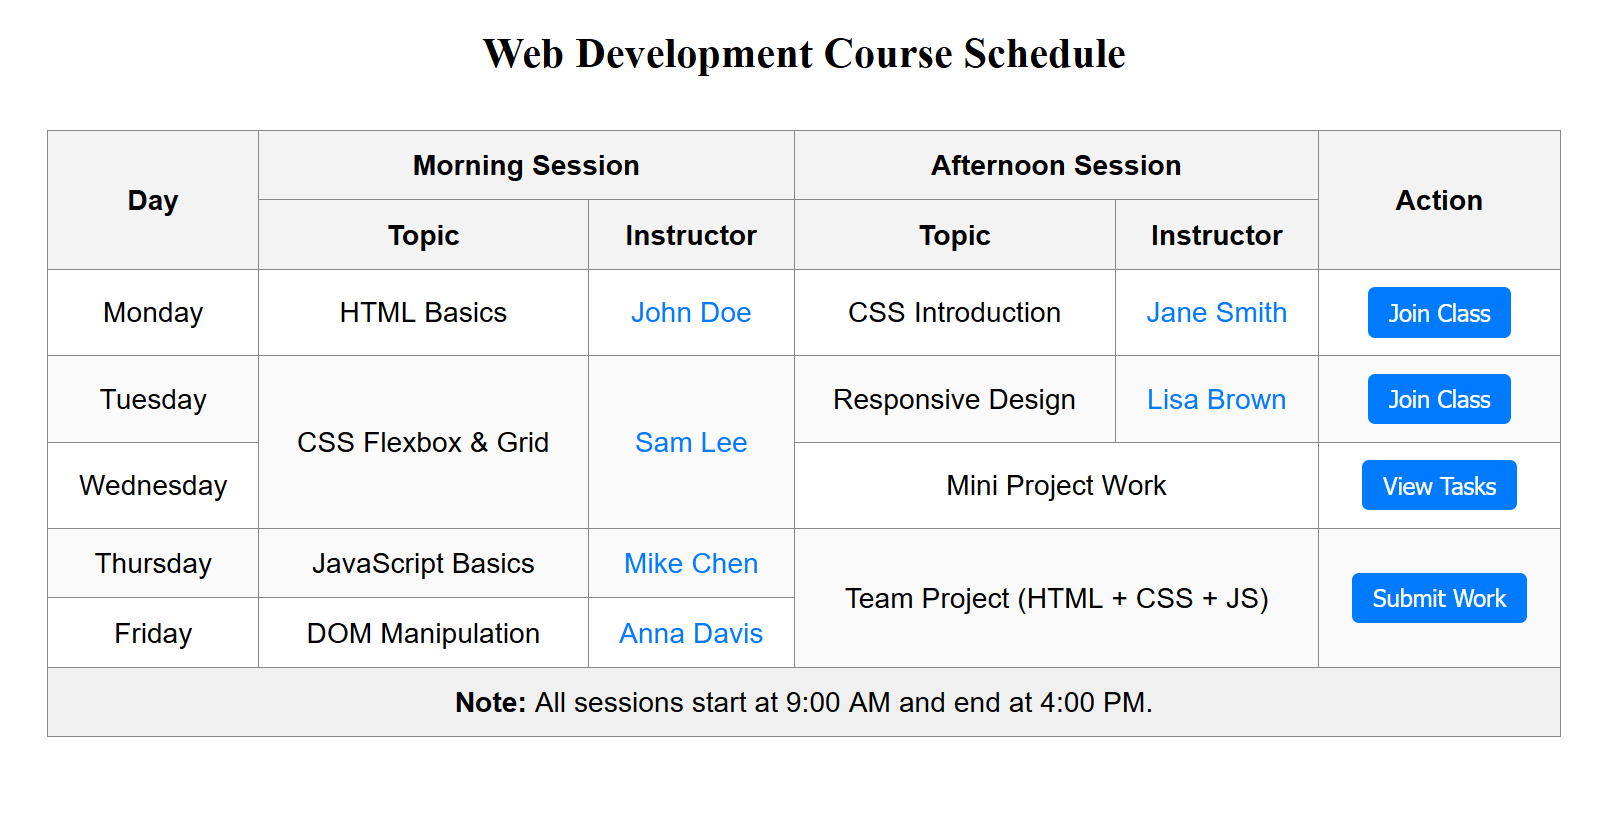 Web Development Course Schedule
Day Morning Session Afternoon Session Action
Topic Instructor Topic Instructor
Monday HTML Basics John Doe CSS Introduction Jane Smith Join Class
Tuesday CSS Flexbox & Grid Sam Lee Responsive Design Lisa Brown Join Class
Wednesday Mini Project Work View Tasks
Thursday JavaScript Basics Mike Chen Team Project (HTML + CSS + JS) Submit Work
Friday DOM Manipulation Anna Davis
Note: All sessions start at 9:00 AM and end at 4:00 PM.